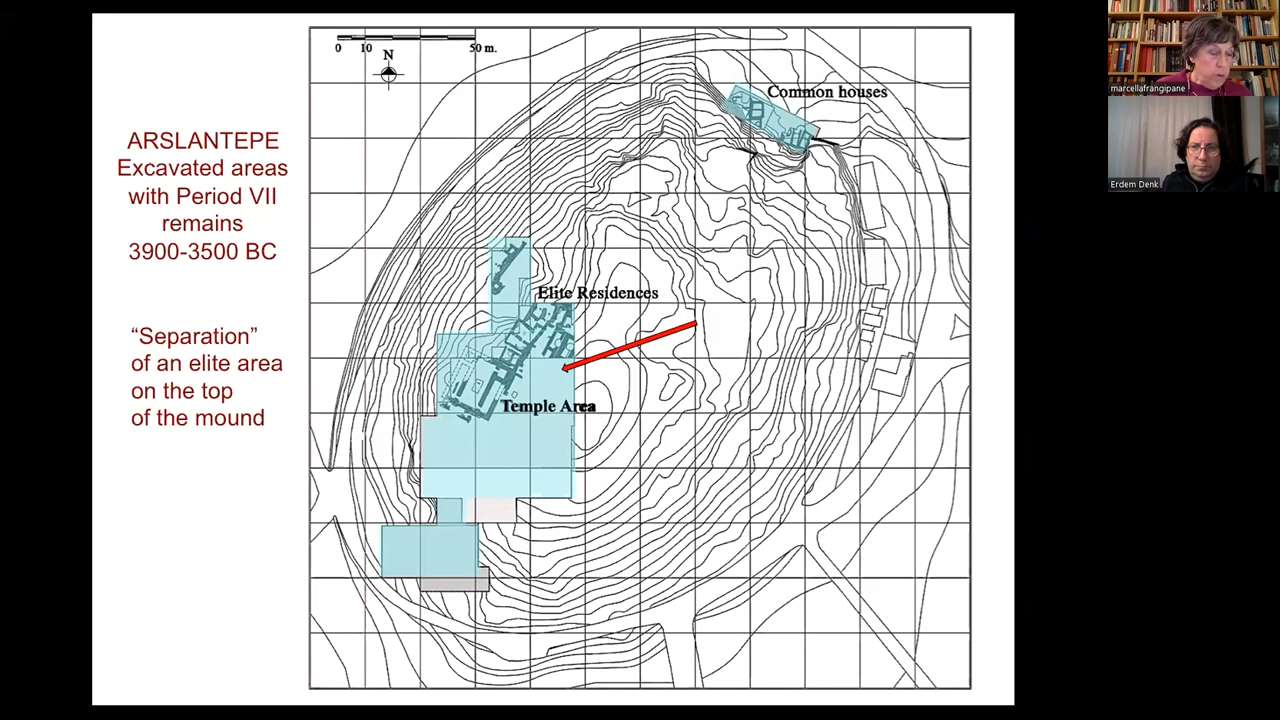 0 10 50 m.
N
Common houses
ARSLANTEPE
Excavated areas
with Period VII
remains
3900-3500 BC
Elite Residences
“Separation”
of an elite area
on the top
of the mound
Temple Area
marcellafrangipane
Erdem Denk